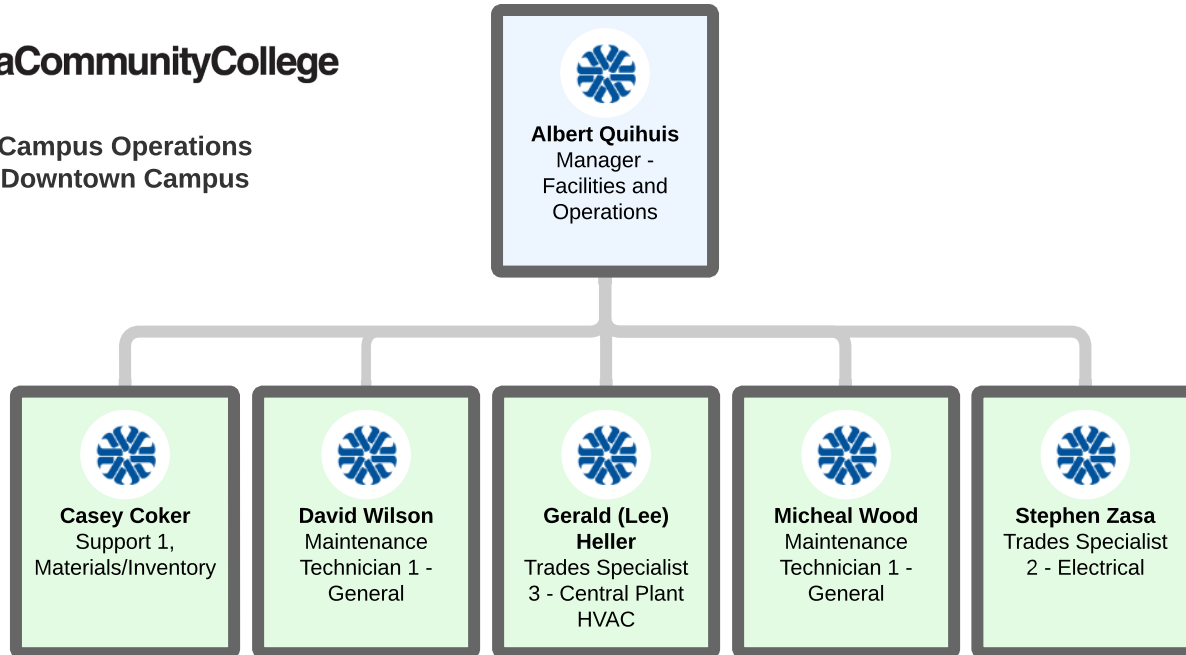 aCommunityCollege
Campus Operations
Downtown Campus
Albert Quihuis
Manager -
Facilities and
Operations
Casey Coker
Support 1,
Materials/Inventory
David Wilson
Maintenance
Technician 1 -
General
Gerald (Lee)
Heller
Trades Specialist
3 - Central Plant
HVAC
Micheal Wood
Maintenance
Technician 1 -
General
Stephen Zasa
Trades Specialist
2 - Electrical